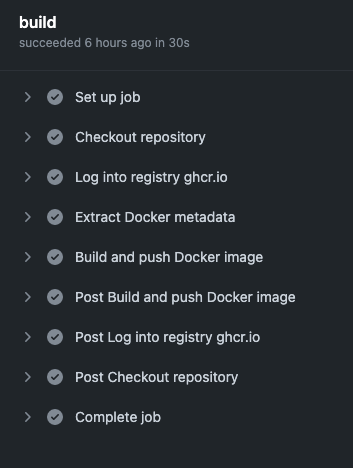 build
succeeded 6 hours ago in 30s
Set up job
Checkout repository
Log into registry ghcr.io
Extract Docker metadata
Build and push Docker image
Post Build and push Docker image
Post Log into registry ghcr.io
Post Checkout repository
Complete job